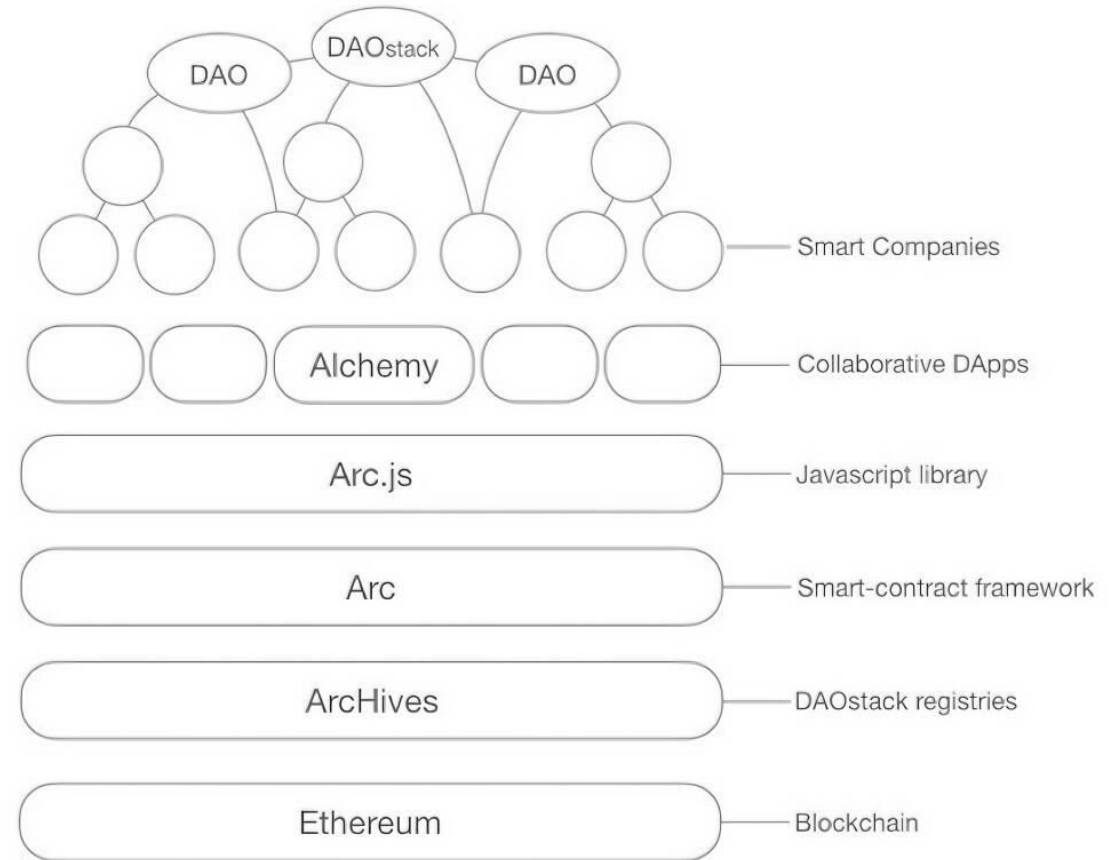 DAOstack
DAO
DAO
Smart Companies
Alchemy
Collaborative DApps
Arc.js
Javascript library
Arc
Smart-contract framework
ArcHives
DAOstack registries
Ethereum
Blockchain